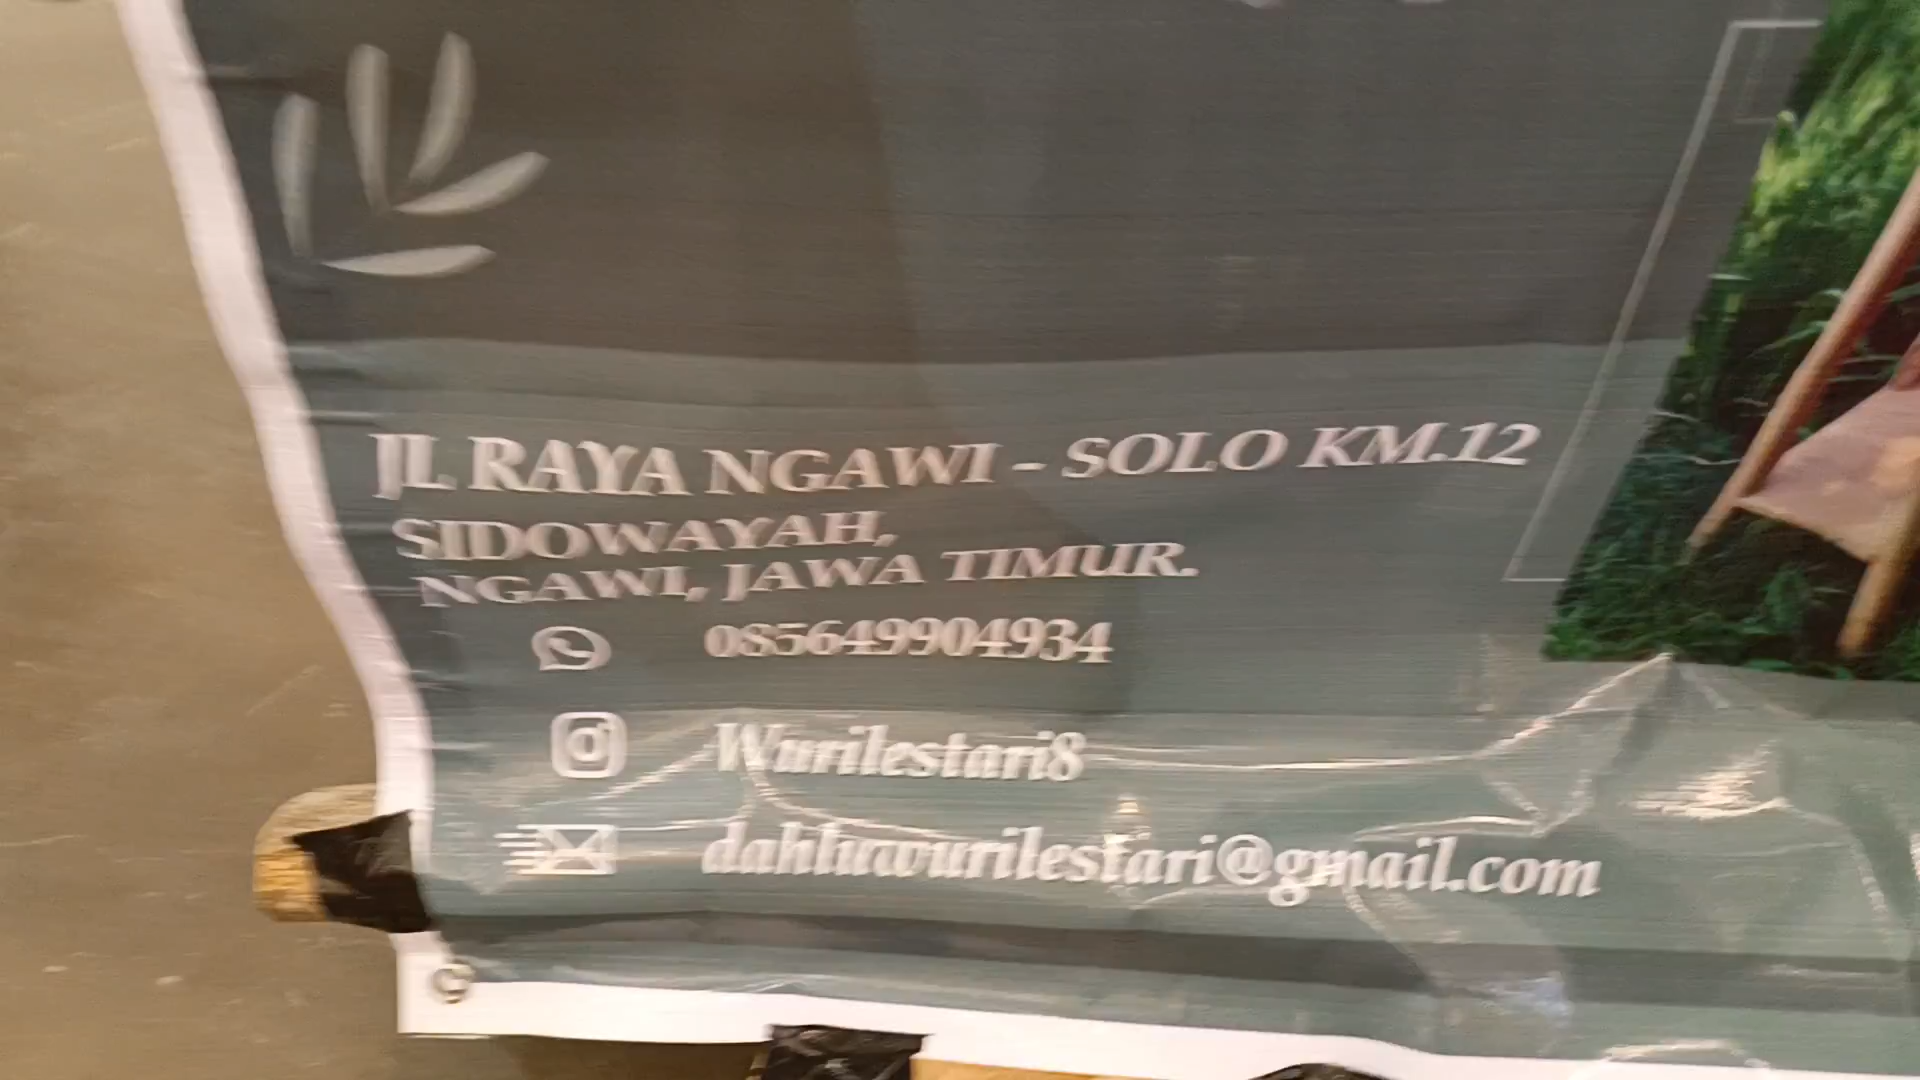 JL RAYA NGAWI - SOLO KM.12
SIDOWAYAH,
NGAWI, JAWA TIMUR.
085649904934
Wurilestari8
dahluwurilestari@gmail.com